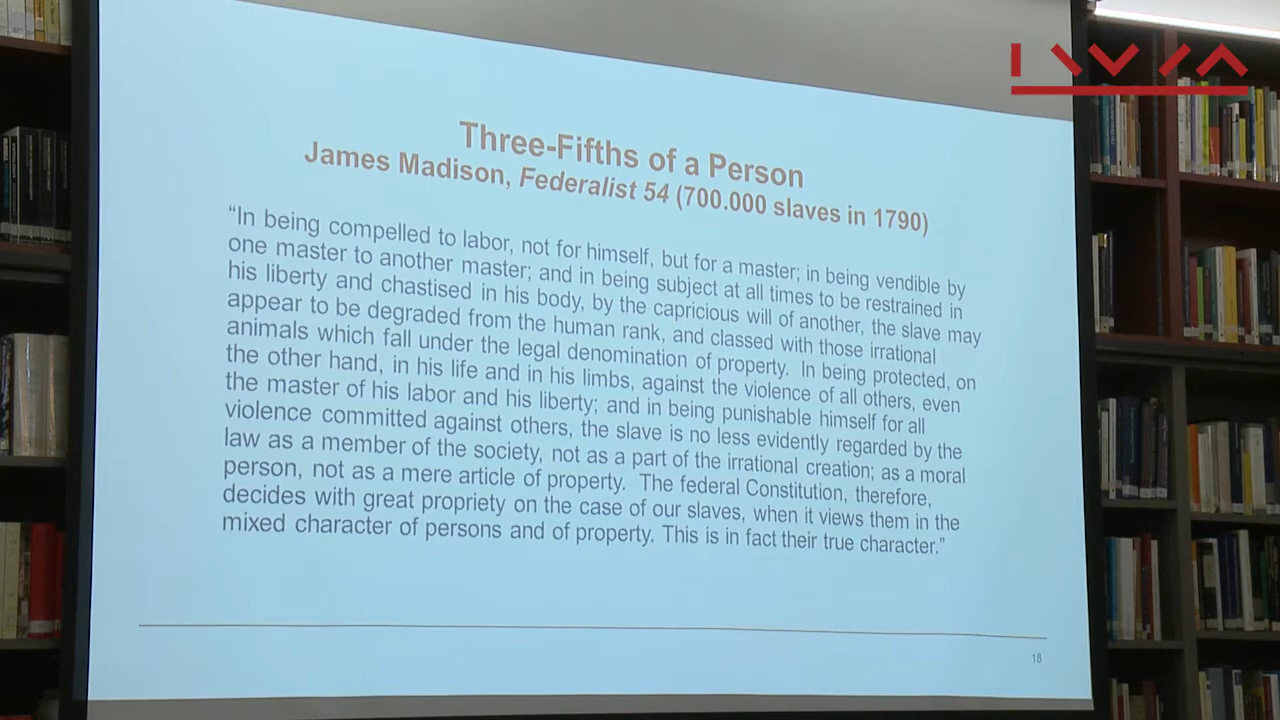 Three-Fifths of a Person
James Madison, Federalist 54 (700.000 slaves in 1790)
“In being compelled to labor, not for himself, but for a master; in being vendible by
one master to another master; and in being subject at all times to be restrained in
his liberty and chastised in his body, by the capricious will of another, the slave may
appear to be degraded from the human rank, and classed with those irrational
animals which fall under the legal denomination of property. In being protected, on
the other hand, in his life and in his limbs, against the violence of all others, even
the master of his labor and his liberty; and in being punishable himself for all
violence committed against others, the slave is no less evidently regarded by the
law as a member of the society, not as a part of the irrational creation; as a moral
person, not as a mere article of property. The federal Constitution, therefore,
decides with great propriety on the case of our slaves, when it views them in the
mixed character of persons and of property. This is in fact their true character.”
18